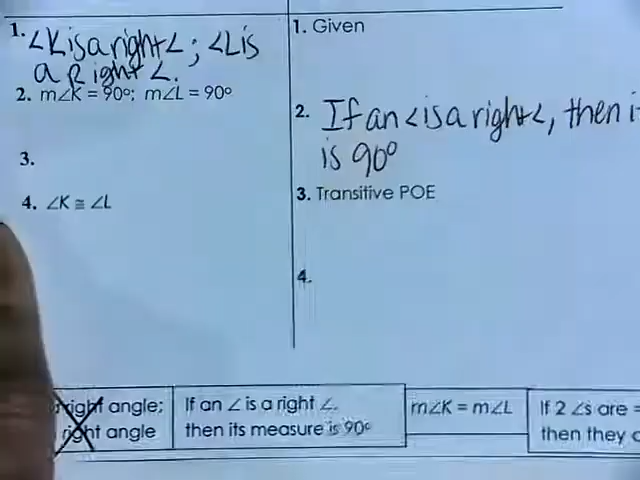 1. ∠K is a right ∠; ∠L is
a Right ∠.
2. m∠K = 90°; m∠L = 90°
3.
4. ∠K ≅ ∠L
1. Given
2. If an ∠ is a right ∠, then i
is 90°
3. Transitive POE
4.
right angle;
right angle
If an ∠ is a right ∠,
then its measure is 90°
m∠K = m∠L
If 2 ∠s are =
then they